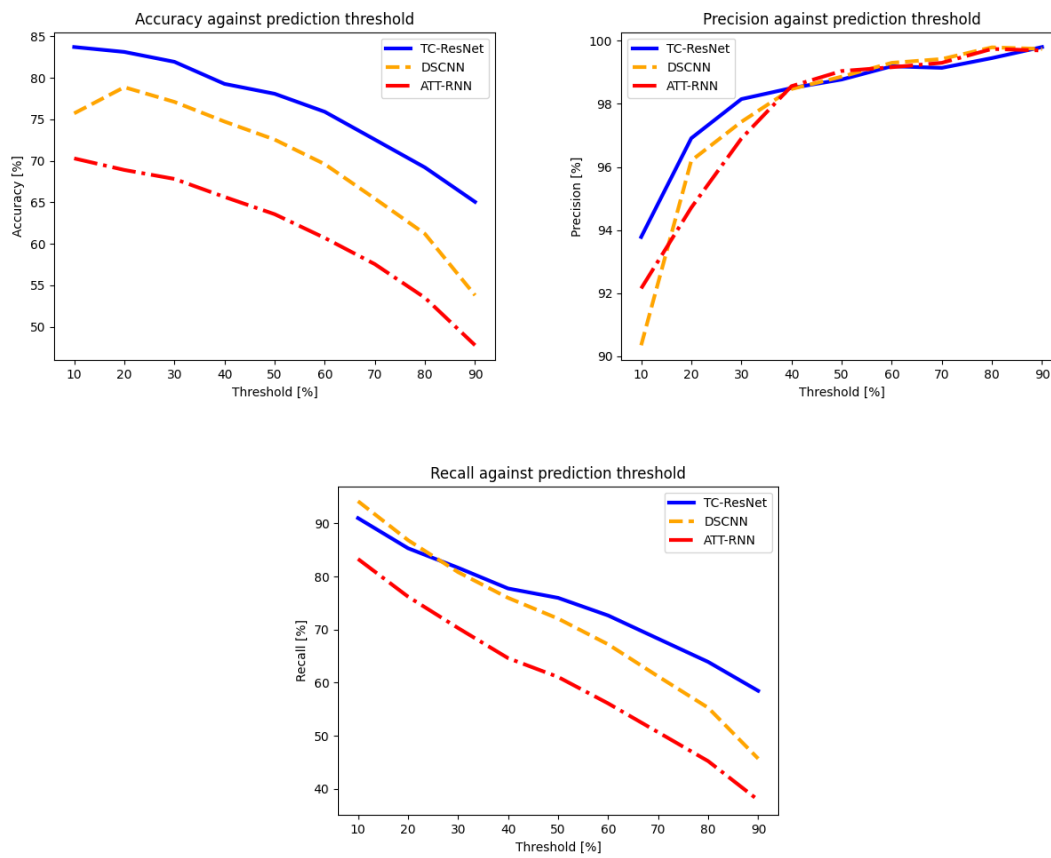 Accuracy against prediction threshold
85
80
75
70
65
60
55
50
Accuracy [%]
TC-ResNet
DSCNN
ATT-RNN
10 20 30 40 50 60 70 80 90
Threshold [%]
Precision against prediction threshold
100
98
96
94
92
90
Precision [%]
TC-ResNet
DSCNN
ATT-RNN
10 20 30 40 50 60 70 80 90
Threshold [%]
Recall against prediction threshold
90
80
70
60
50
40
Recall [%]
TC-ResNet
DSCNN
ATT-RNN
10 20 30 40 50 60 70 80 90
Threshold [%]